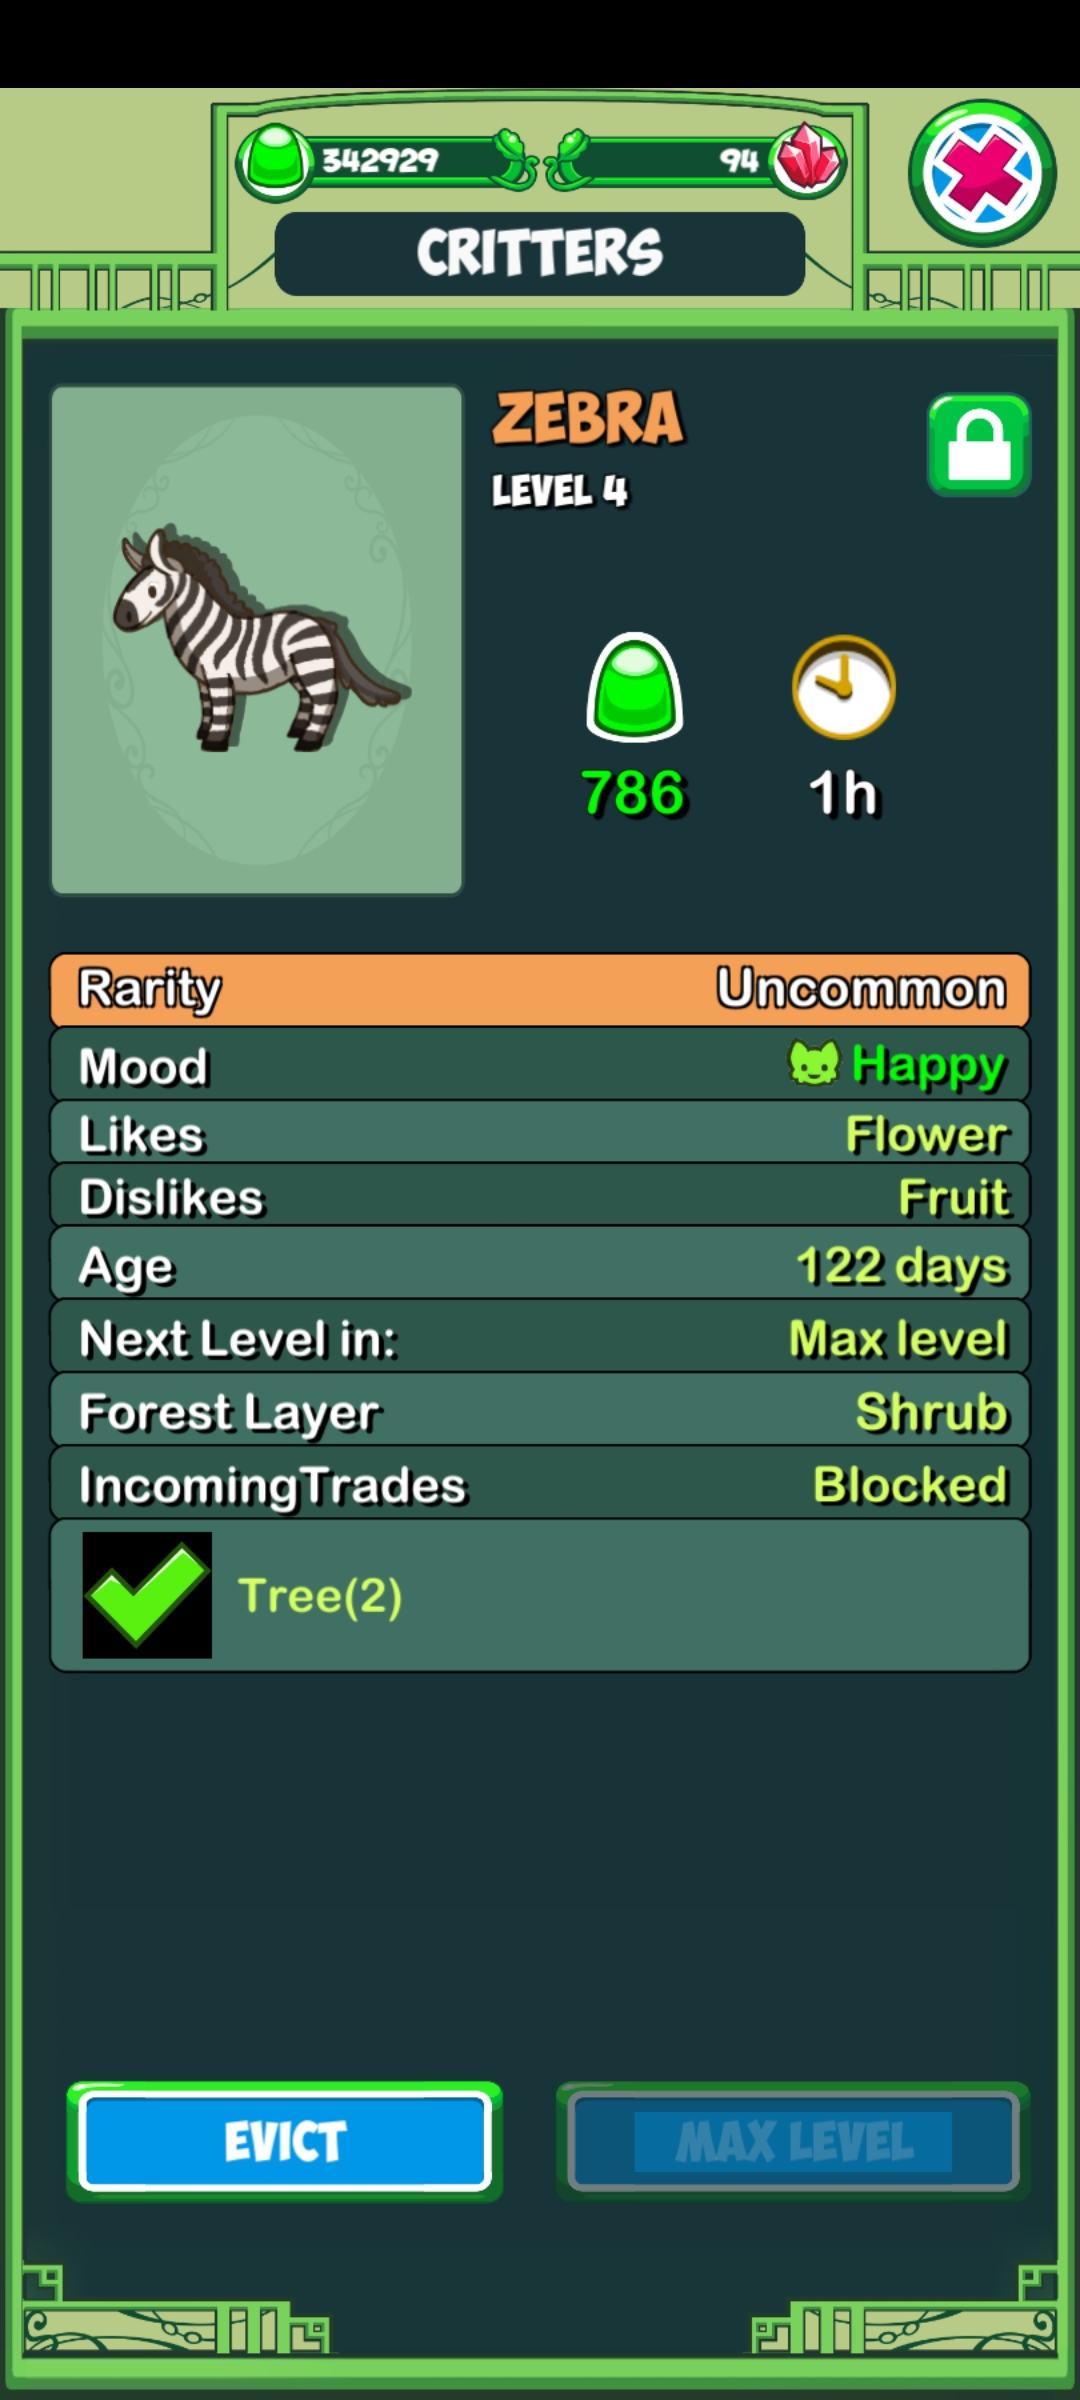 342929 94
CRITTERS
ZEBRA
LEVEL 4
786 1h
Rarity Uncommon
Mood Happy
Likes Flower
Dislikes Fruit
Age 122 days
Next Level in: Max level
Forest Layer Shrub
IncomingTrades Blocked
Tree(2)
EVICT MAX LEVEL